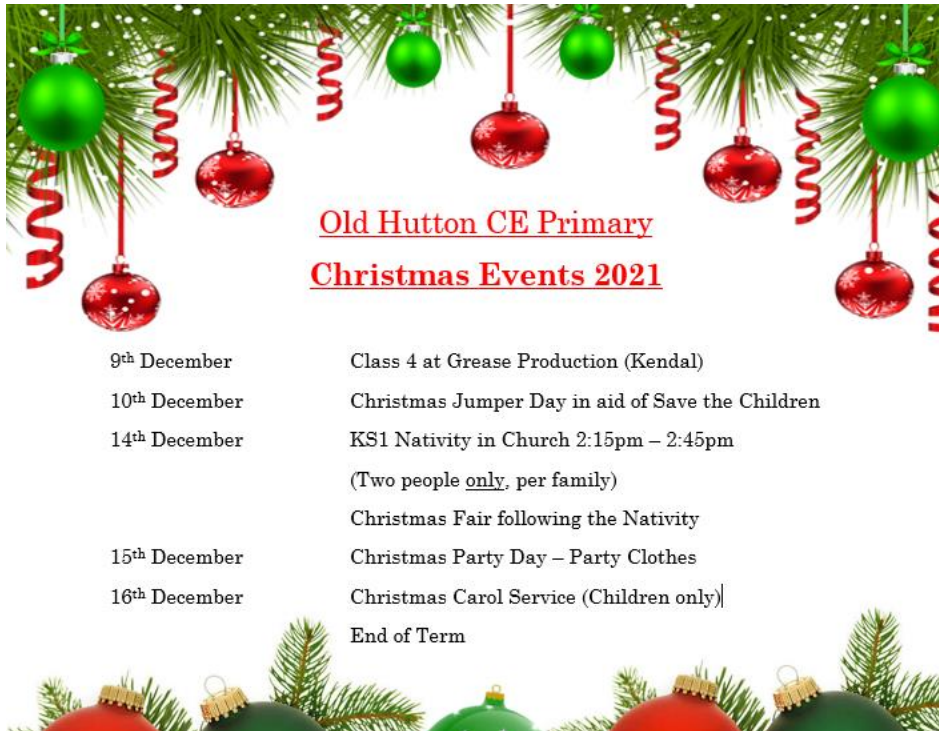 Old Hutton CE Primary
Christmas Events 2021
9th December Class 4 at Grease Production (Kendal)
10th December Christmas Jumper Day in aid of Save the Children
14th December KS1 Nativity in Church 2:15pm – 2:45pm
(Two people only, per family)
Christmas Fair following the Nativity
15th December Christmas Party Day – Party Clothes
16th December Christmas Carol Service (Children only)
End of Term